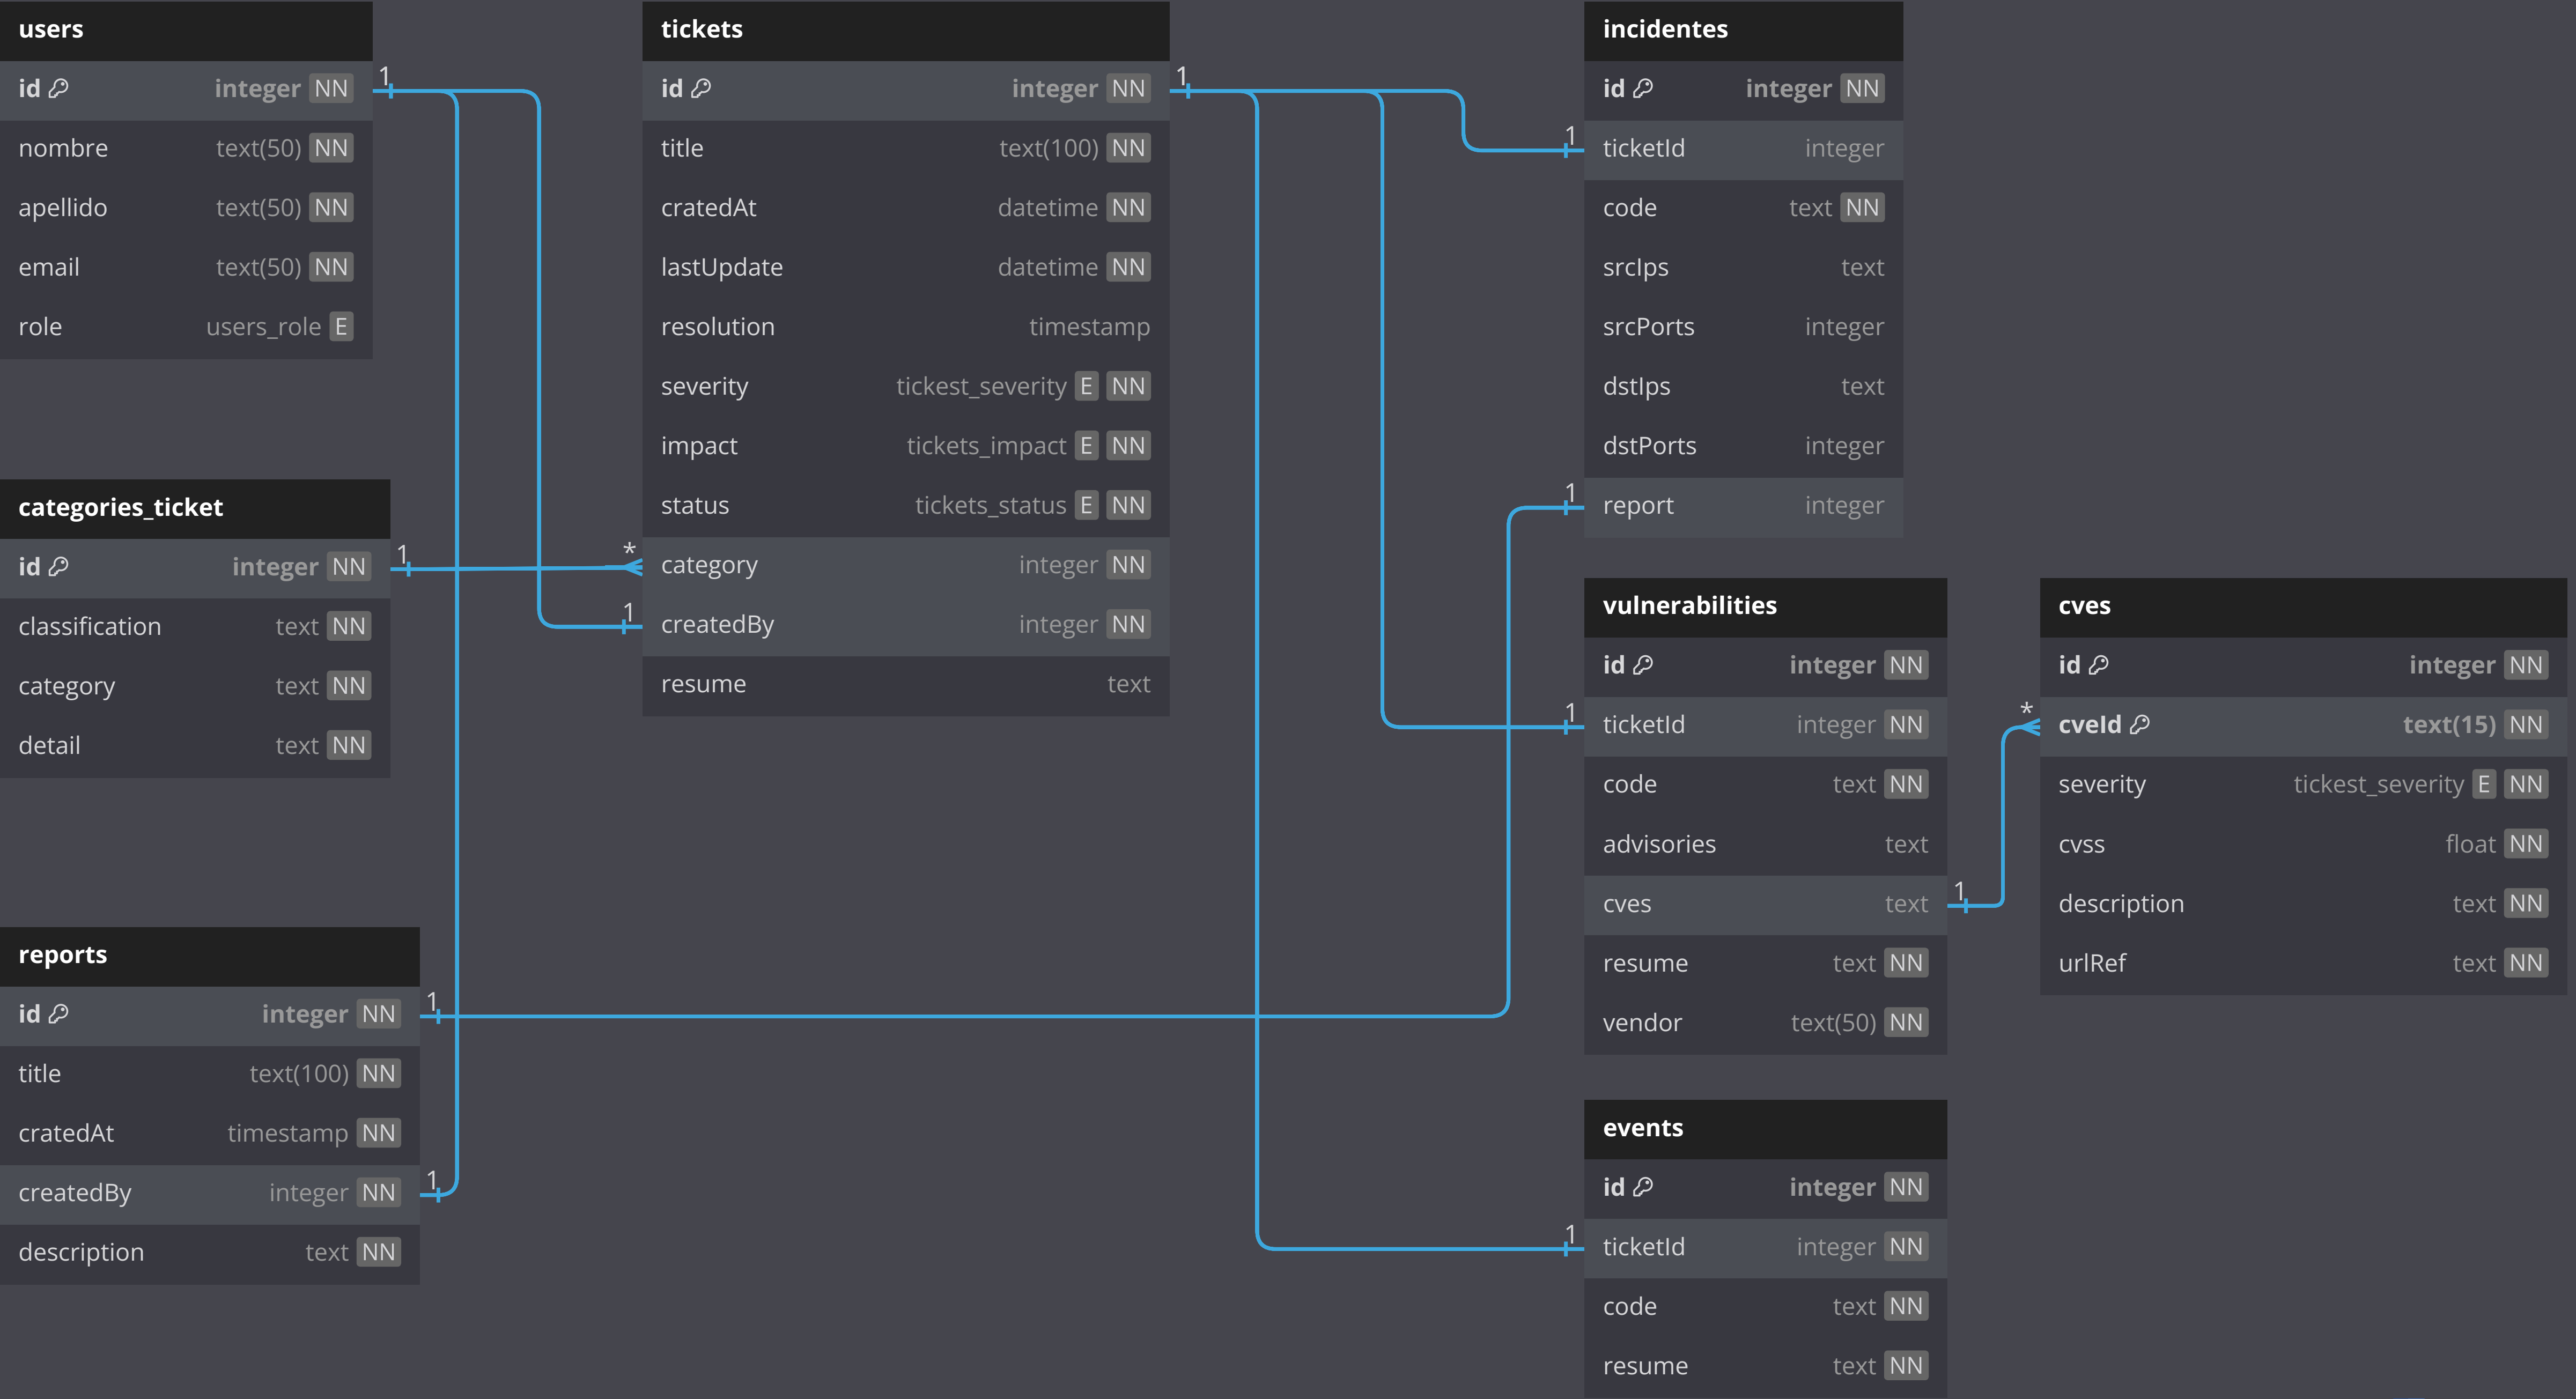 users
id integer NN
nombre text(50) NN
apellido text(50) NN
email text(50) NN
role users_role E
1
1
categories_ticket
id integer NN
classification text NN
category text NN
detail text NN
1
reports
id integer NN
title text(100) NN
cratedAt timestamp NN
createdBy integer NN
description text NN
1
1
tickets
id integer NN
title text(100) NN
cratedAt datetime NN
lastUpdate datetime NN
resolution timestamp
severity tickest_severity E NN
impact tickets_impact E NN
status tickets_status E NN
category integer NN
createdBy integer NN
resume text
*
1
incidentes
id integer NN
ticketId integer
code text NN
srcIps text
srcPorts integer
dstIps text
dstPorts integer
report integer
1
1
vulnerabilities
id integer NN
ticketId integer NN
code text NN
advisories text
cves text
resume text NN
vendor text(50) NN
1
1
cves
id integer NN
cveId text(15) NN
severity tickest_severity E NN
cvss float NN
description text NN
urlRef text NN
*
events
id integer NN
ticketId integer NN
code text NN
resume text NN
1